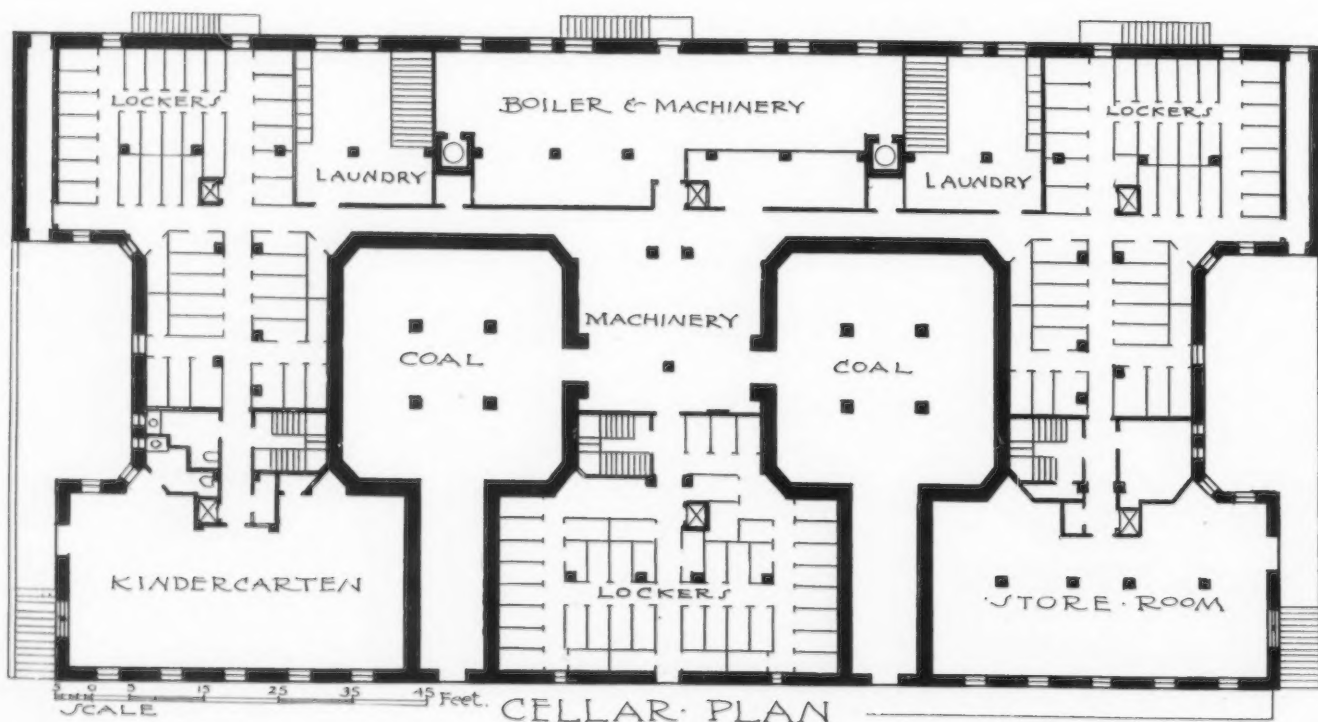 LOCKERS
BOILER & MACHINERY
LOCKERS
LAUNDRY
LAUNDRY
MACHINERY
COAL
COAL
KINDERGARTEN
LOCKERS
·STORE·ROOM
5 0 5 15 25 35 45 Feet.
SCALE
CELLAR·PLAN